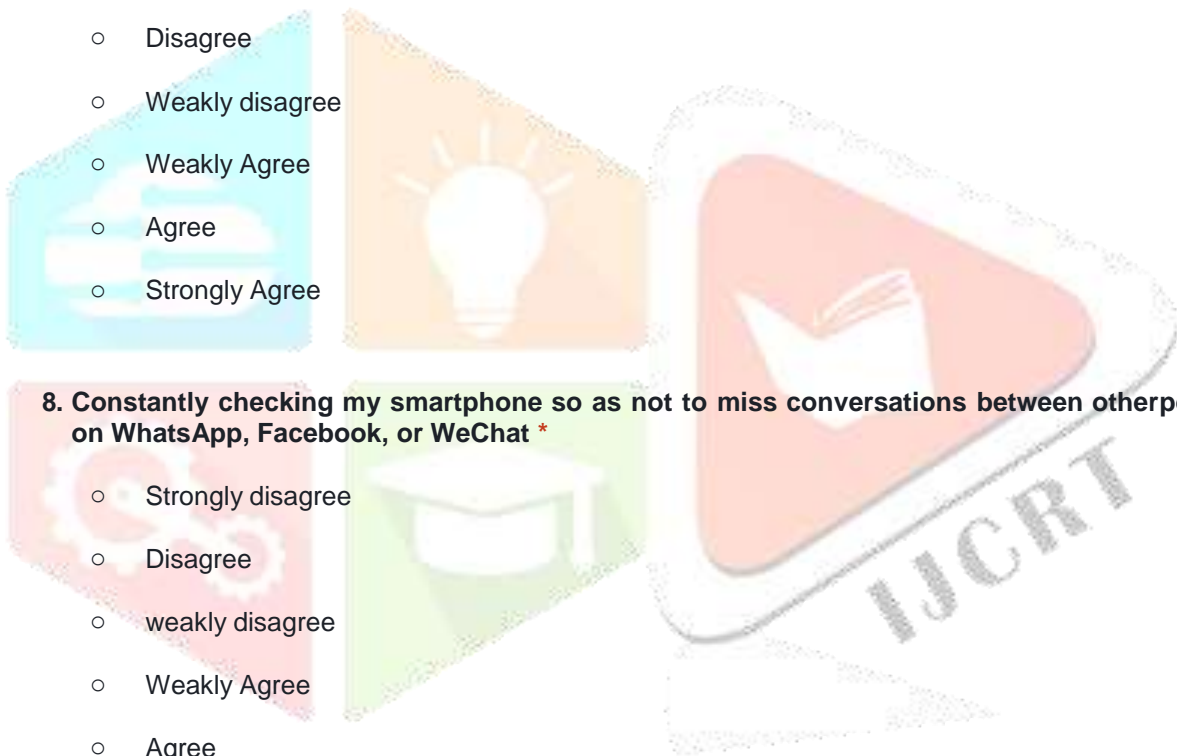 ○ Disagree
○ Weakly disagree
○ Weakly Agree
○ Agree
○ Strongly Agree
8. Constantly checking my smartphone so as not to miss conversations between otherpe
on WhatsApp, Facebook, or WeChat *
○ Strongly disagree
○ Disagree
○ weakly disagree
○ Weakly Agree
○ Agree
IJCRT